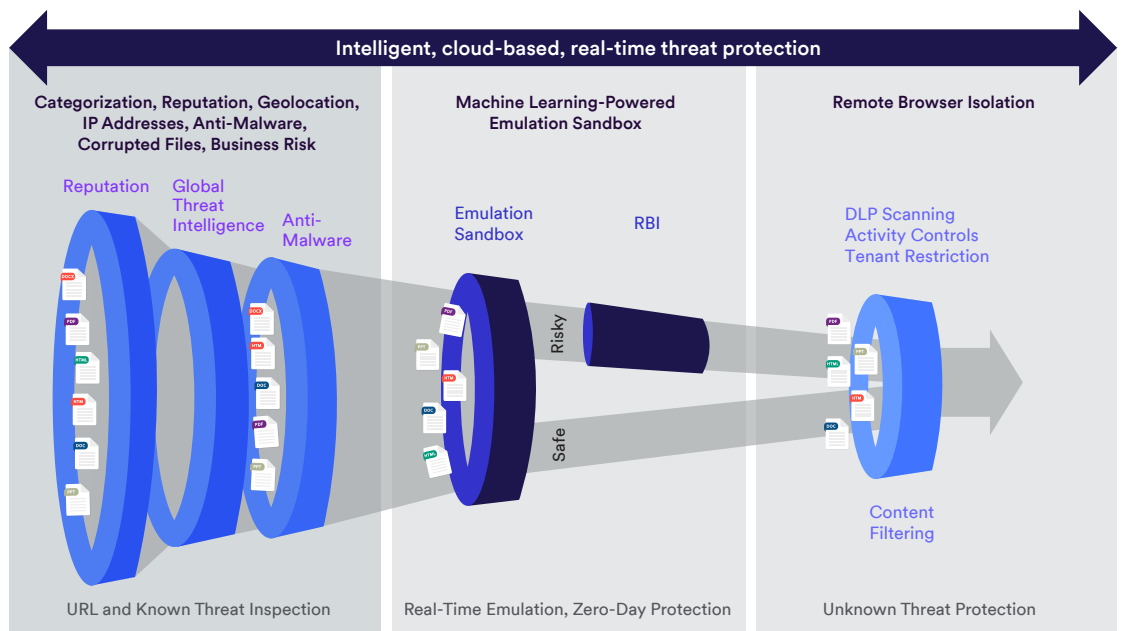 Intelligent, cloud-based, real-time threat protection
Categorization, Reputation, Geolocation,
IP Addresses, Anti-Malware,
Corrupted Files, Business Risk
Reputation
Global
Threat
Intelligence
Anti-
Malware
DOCX
PDF
HTML
HTM
DOC
PPT
DOCX
HTM
DOC
PDF
PPT
URL and Known Threat Inspection
Machine Learning-Powered
Emulation Sandbox
Emulation
Sandbox
RBI
PDF
PPT
HTM
DOC
HTML
Risky
Safe
Real-Time Emulation, Zero-Day Protection
Remote Browser Isolation
DLP Scanning
Activity Controls
Tenant Restriction
PDF
PPT
HTML
HTM
DOC
Content
Filtering
Unknown Threat Protection